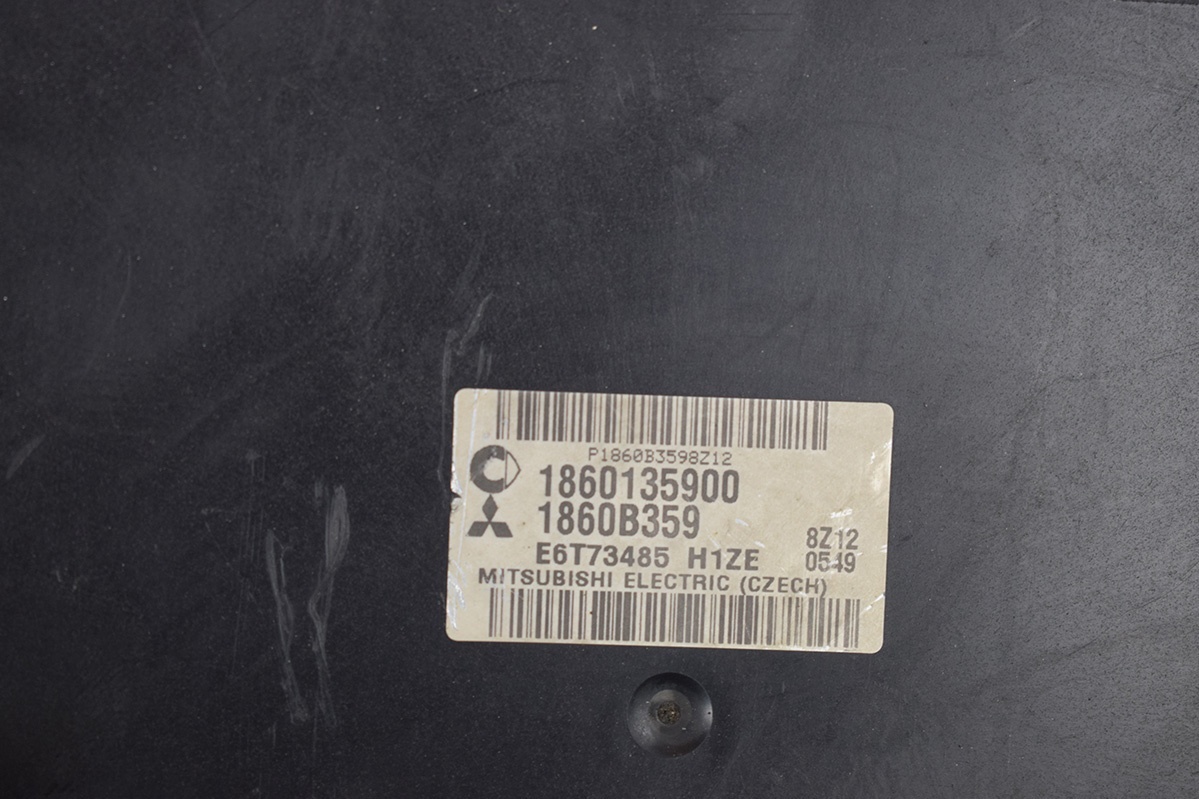 P1860B3598Z12
1860135900
1860B359
8Z12
E6T73485 H1ZE
0549
MITSUBISHI ELECTRIC (CZECH)